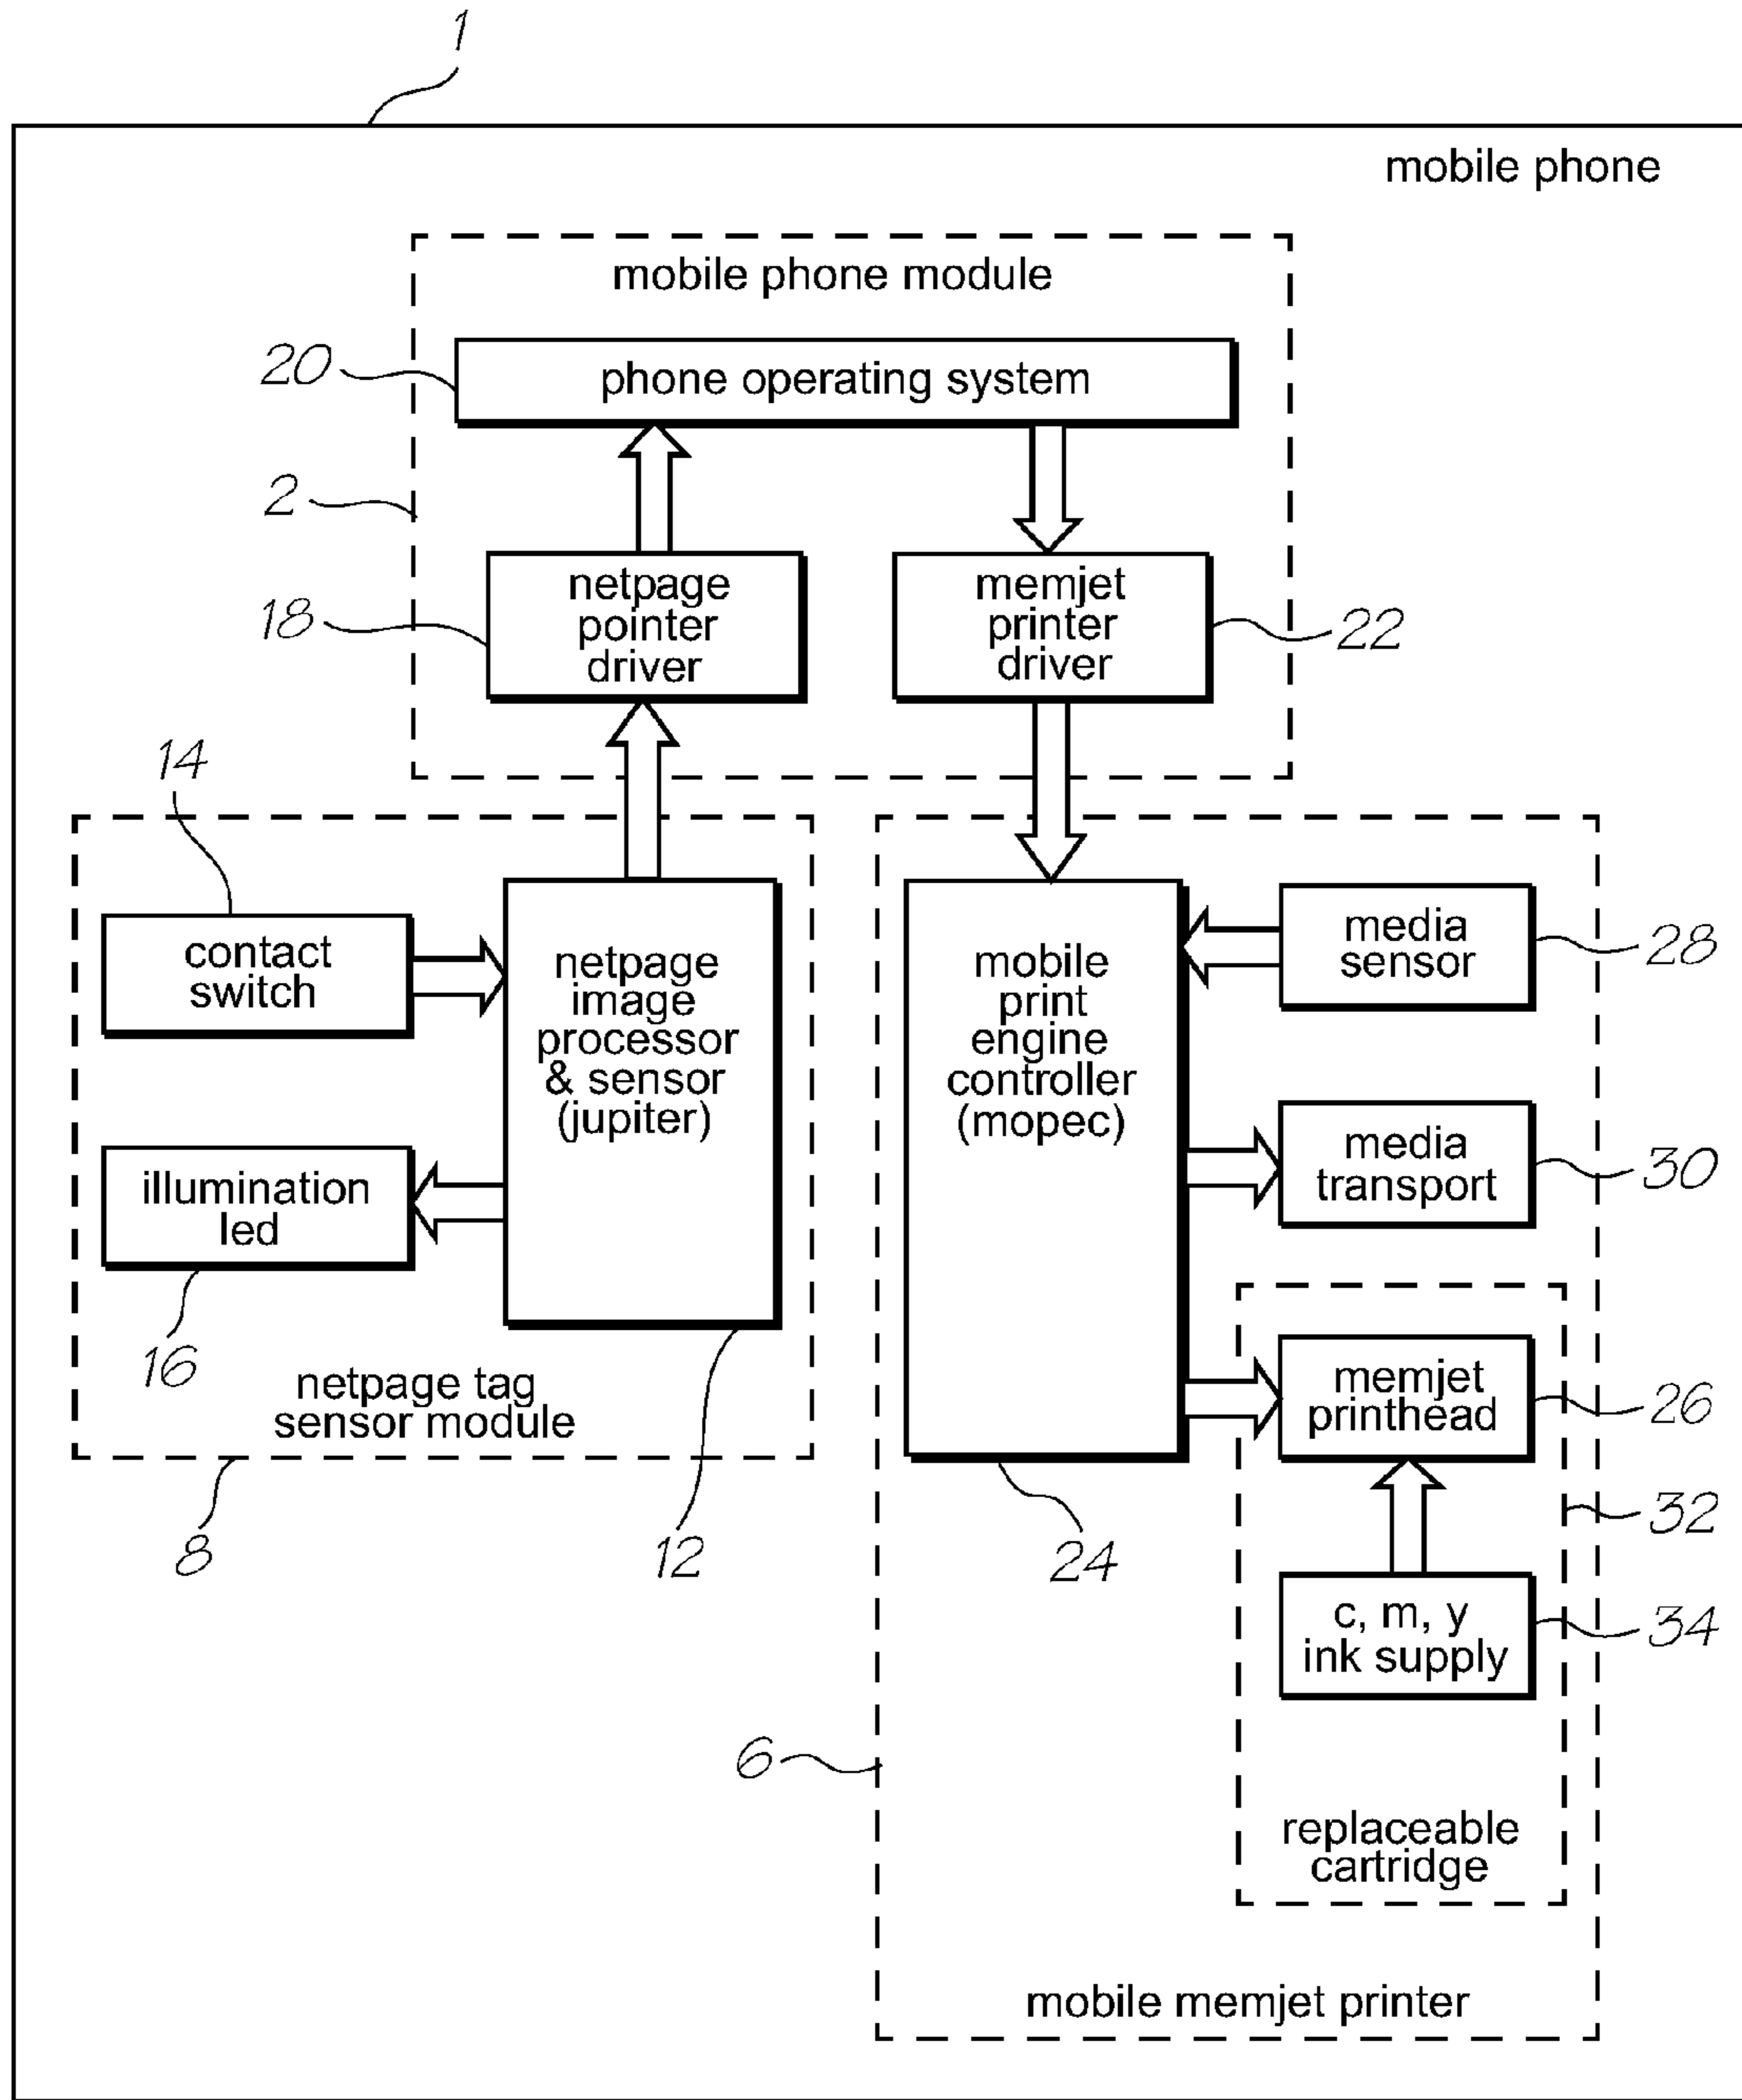 1
mobile phone
mobile phone module
20
phone operating system
2
18
netpage
pointer
driver
memjet
printer
driver
22
14
contact
switch
netpage
image
processor
& sensor
(jupiter)
illumination
led
16
netpage tag
sensor module
8
12
mobile
print
engine
controller
(mopec)
24
media
sensor
28
media
transport
30
memjet
printhead
26
32
c, m, y
ink supply
34
6
replaceable
cartridge
mobile memjet printer